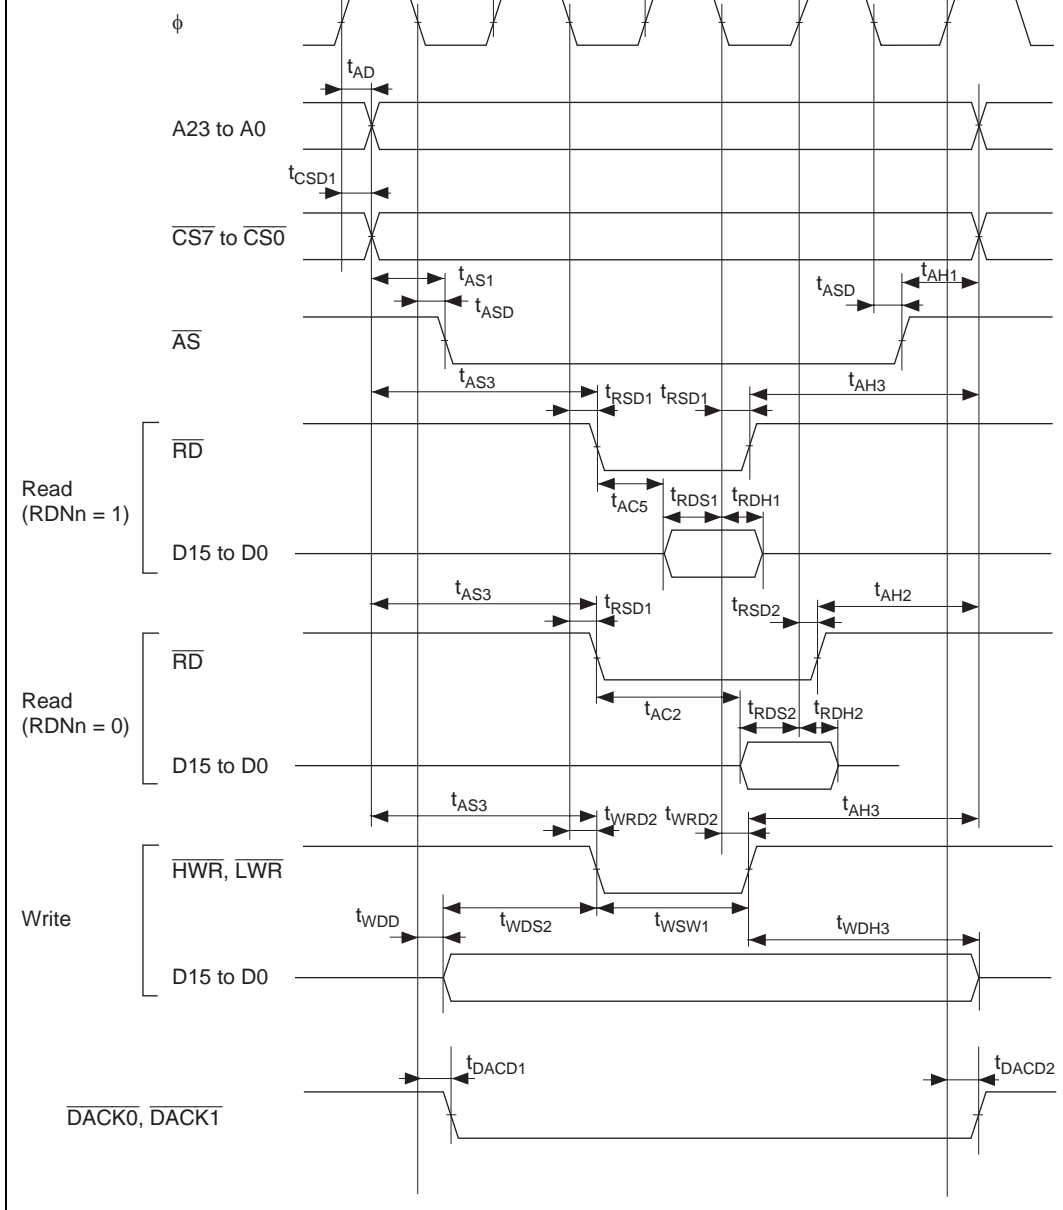 ϕ
tAD
A23 to A0
tCSD1
CS7 to CS0
tAS1
tAH1
tASD
tASD
AS
tAS3
tRSD1
tRSD1
tAH3
RD
Read
(RDNn = 1)
tAC5
tRDS1
tRDH1
D15 to D0
tAS3
tRSD1
tRSD2
tAH2
RD
Read
(RDNn = 0)
tAC2
tRDS2
tRDH2
D15 to D0
tAS3
tWRD2
tWRD2
tAH3
HWR, LWR
Write
tWDD
tWDS2
tWSW1
tWDH3
D15 to D0
tDACD1
tDACD2
DACK0, DACK1